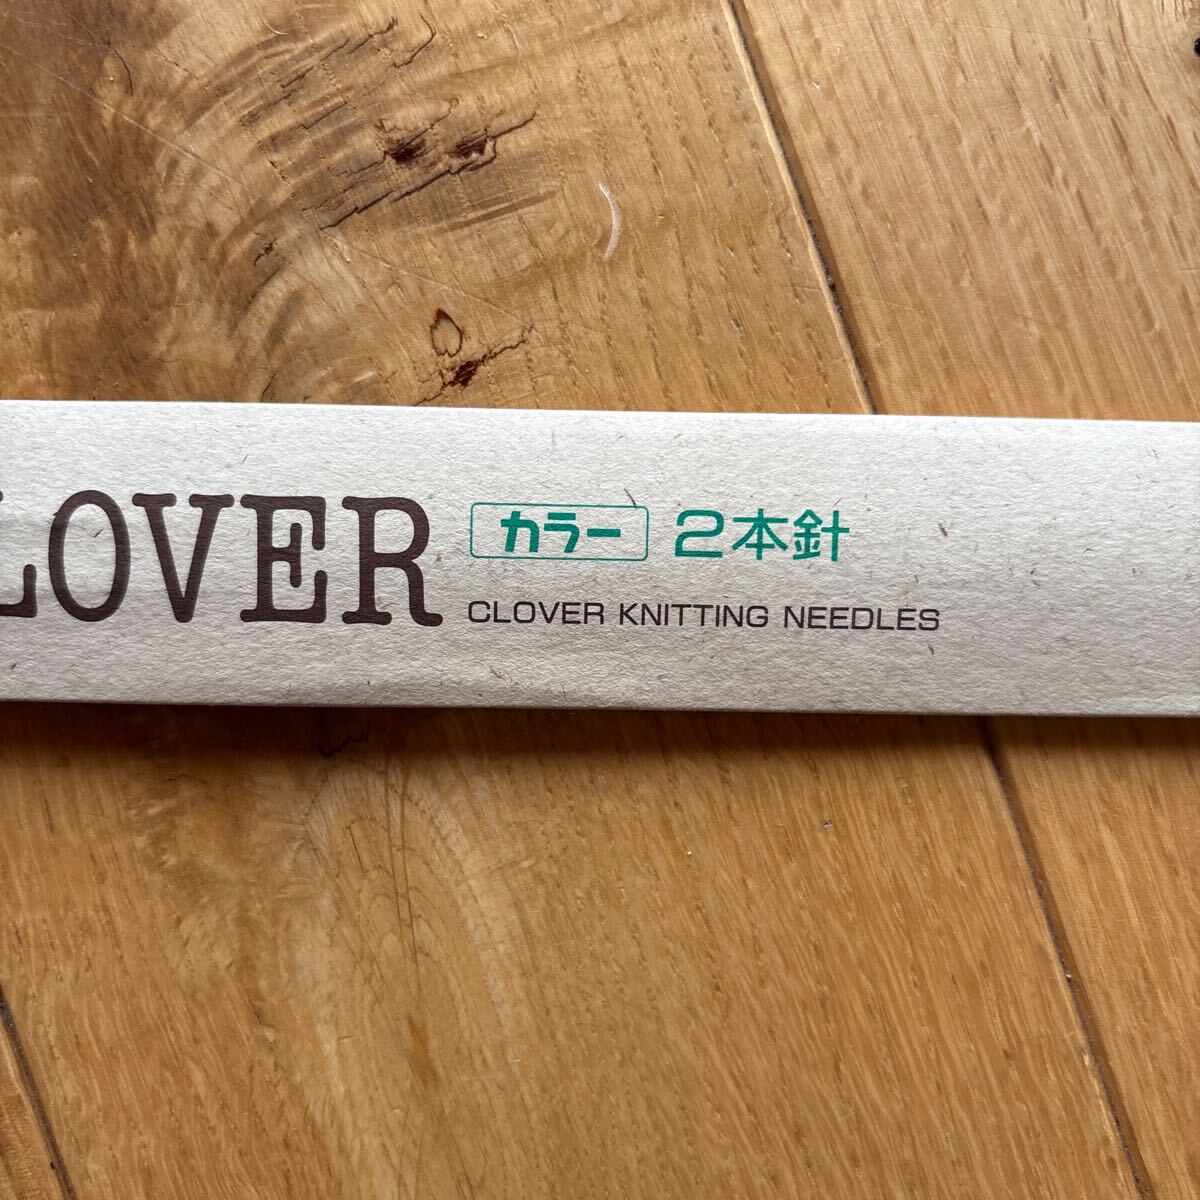 LOVER カラー 2本針
CLOVER KNITTING NEEDLES